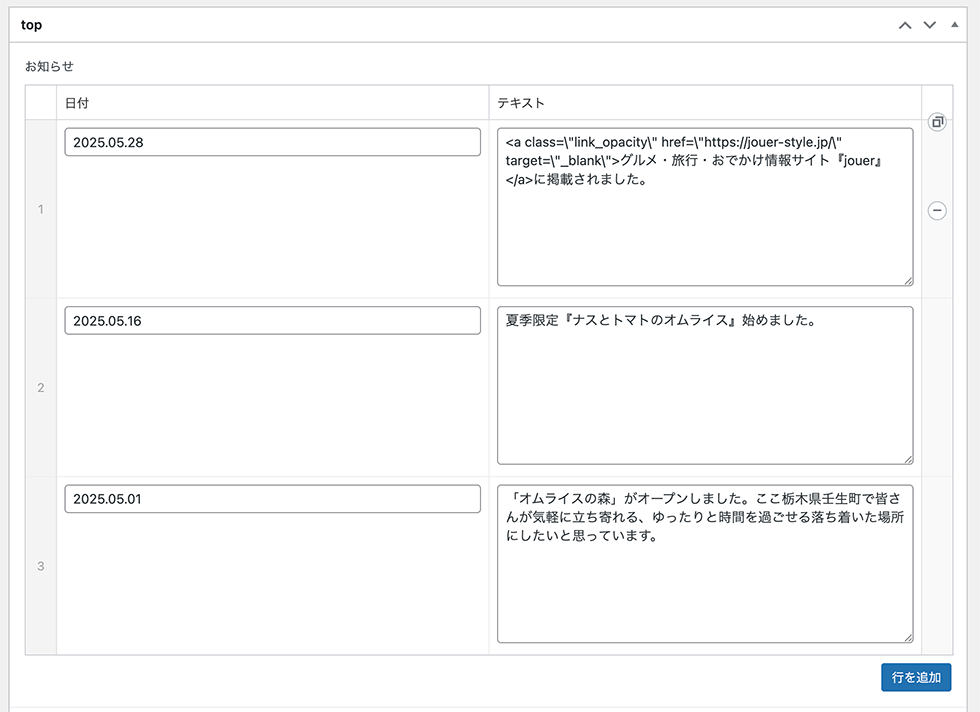 top
お知らせ
日付
テキスト
1
2025.05.28
<a class=\"link_opacity\" href=\"https://jouer-style.jp/\"
target=\"_blank\">グルメ・旅行・おでかけ情報サイト『jouer』
</a>に掲載されました。
2
2025.05.16
夏季限定『ナスとトマトのオムライス』始めました。
3
2025.05.01
「オムライスの森」がオープンしました。ここ栃木県壬生町で皆さ
んが気軽に立ち寄れる、ゆったりと時間を過ごせる落ち着いた場所
にしたいと思っています。
行を追加